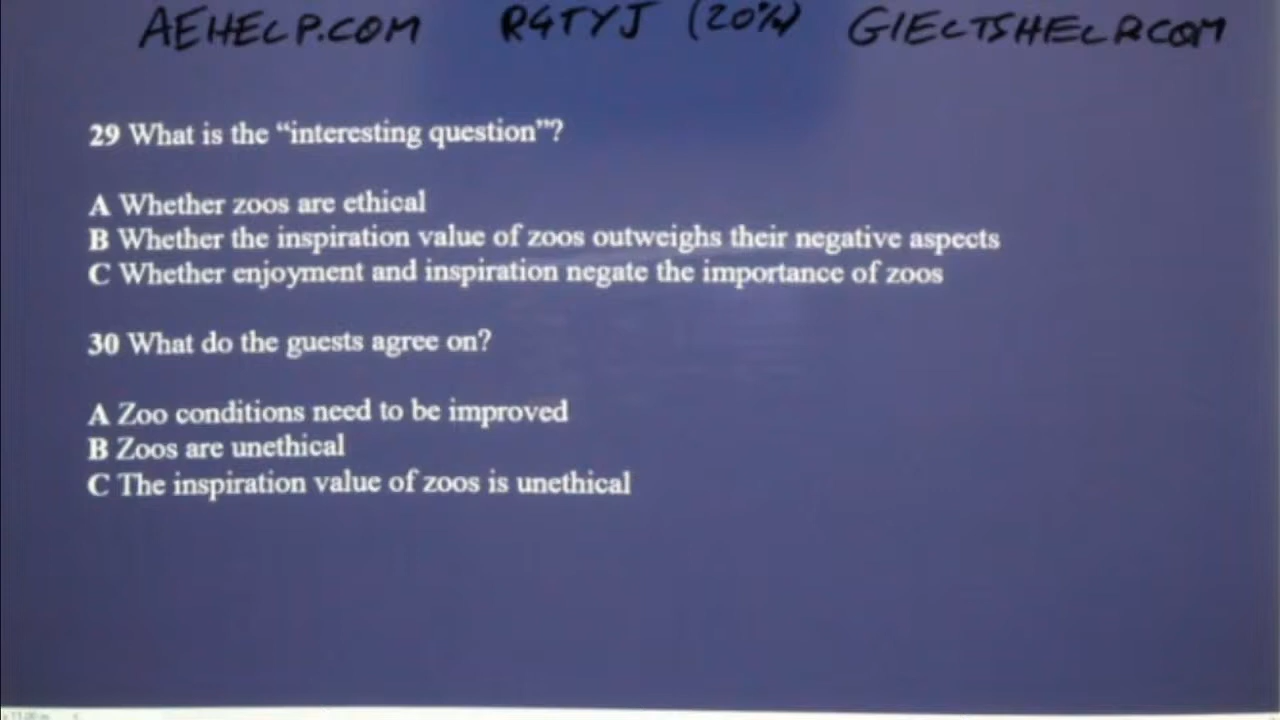 AEHELP.COM R4TYJ (20%) GIELTSHELP.COM
29 What is the “interesting question”?
A Whether zoos are ethical
B Whether the inspiration value of zoos outweighs their negative aspects
C Whether enjoyment and inspiration negate the importance of zoos
30 What do the guests agree on?
A Zoo conditions need to be improved
B Zoos are unethical
C The inspiration value of zoos is unethical